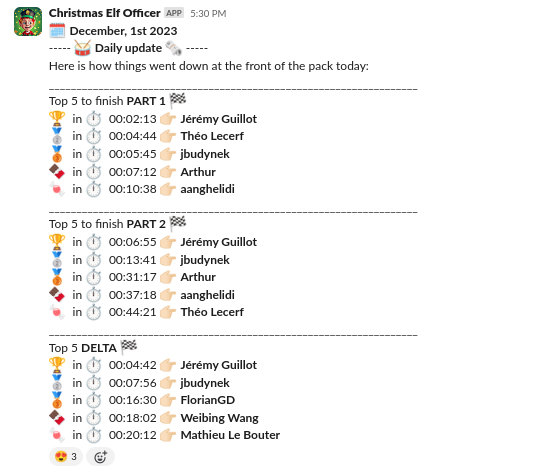 Christmas Elf Officer APP 5:30 PM
December, 1st 2023
----- Daily update -----
Here is how things went down at the front of the pack today:
Top 5 to finish PART 1
in 00:02:13 Jérémy Guillot
in 00:04:44 Théo Lecerf
in 00:05:45 jbudynek
in 00:07:12 Arthur
in 00:10:38 aanghelidi
Top 5 to finish PART 2
in 00:06:55 Jérémy Guillot
in 00:13:41 jbudynek
in 00:31:17 Arthur
in 00:37:18 aanghelidi
in 00:44:21 Théo Lecerf
Top 5 DELTA
in 00:04:42 Jérémy Guillot
in 00:07:56 jbudynek
in 00:16:30 FlorianGD
in 00:18:02 Weibing Wang
in 00:20:12 Mathieu Le Bouter
3